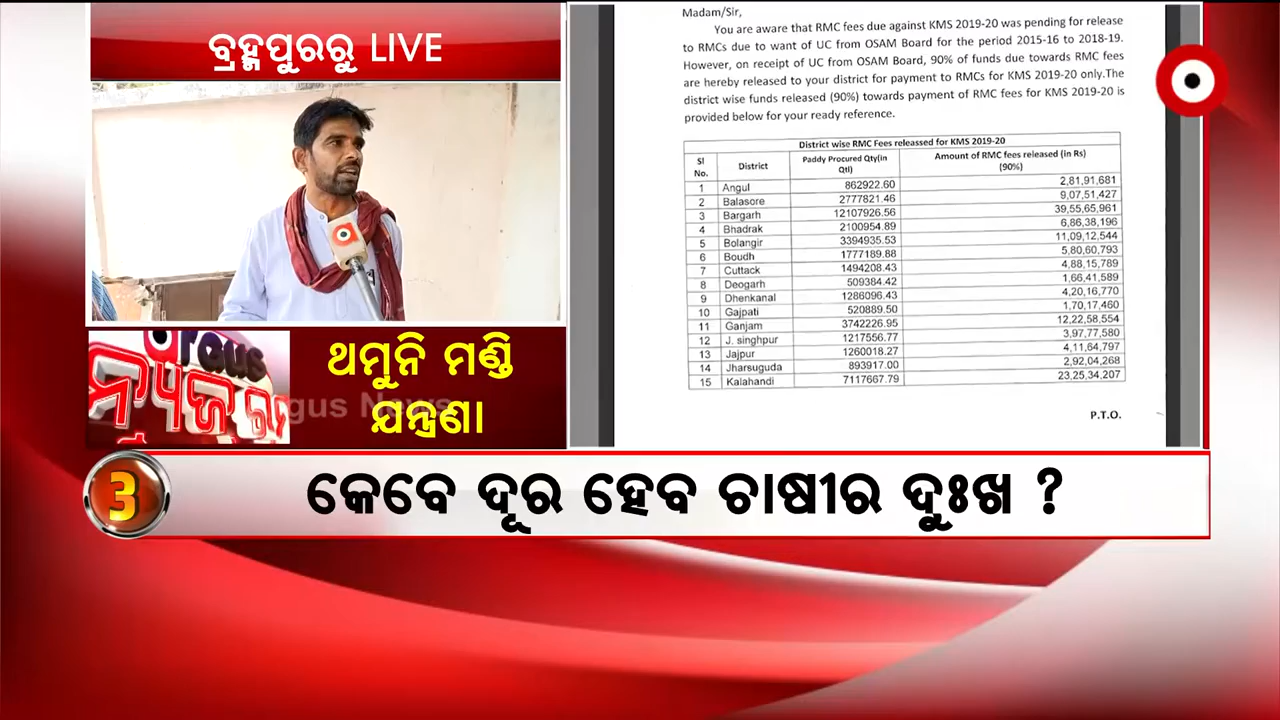 ବ୍ରହ୍ମପୁରରୁ LIVE
ଥମୁନି ମଣ୍ଡି
ଯନ୍ତ୍ରଣା
Argus News
3
କେବେ ଦୂର ହେବ ଚାଷୀର ଦୁଃଖ ?
Madam/Sir,
You are aware that RMC fees due against KMS 2019-20 was pending for release
to RMCs due to want of UC from OSAM Board for the period 2015-16 to 2018-19.
However, on receipt of UC from OSAM Board, 90% of funds due towards RMC fees
are hereby released to your district for payment to RMCs for KMS 2019-20 only.The
district wise funds released (90%) towards payment of RMC fees for KMS 2019-20 is
provided below for your ready reference.
District wise RMC Fees releassed for KMS 2019-20
Sl No. District Paddy Procured Qty(in Qtl) Amount of RMC fees released (in Rs) (90%)
1 Angul 862922.60 2,81,91,681
2 Balasore 2777821.46 9,07,51,427
3 Bargarh 12107926.56 39,55,65,961
4 Bhadrak 2100954.89 6,86,38,196
5 Bolangir 3394935.53 11,09,12,544
6 Boudh 1777189.88 5,80,60,793
7 Cuttack 1494208.43 4,88,15,789
8 Deogarh 509384.42 1,66,41,589
9 Dhenkanal 1286096.43 4,20,16,770
10 Gajpati 520889.50 1,70,17,460
11 Ganjam 3742226.95 12,22,58,554
12 J. singhpur 1217556.77 3,97,77,580
13 Jajpur 1260018.27 4,11,64,797
14 Jharsuguda 893917.00 2,92,04,268
15 Kalahandi 7117667.79 23,25,34,207
P.T.O.